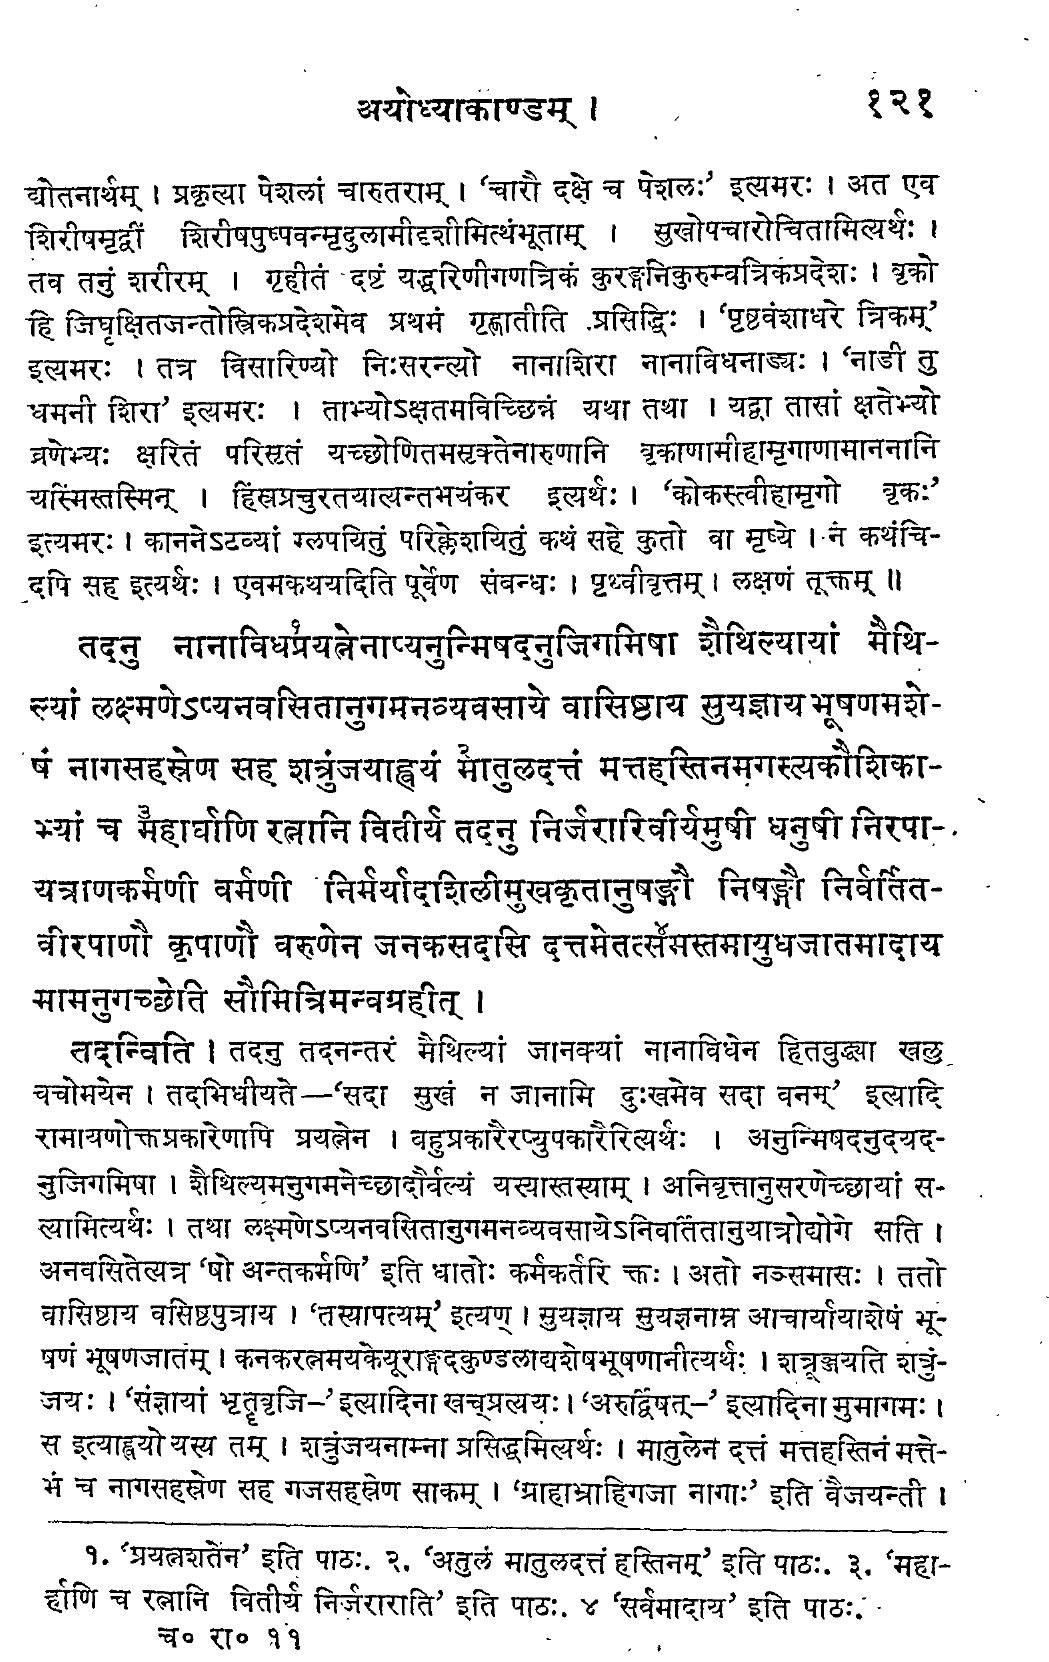 अयोध्याकाण्डम् । १२१
द्योतनार्थम् । प्रकृत्या पेशलां चारुतराम् । ‘चारौ दक्षे च पेशलः’ इत्यमरः । अत एव
शिरीषमृद्वीं शिरीषपुष्पवन्मृदुलामीदृशीमित्थंभूताम् । सुखोपचारोचितामित्यर्थः ।
तव तनुं शरीरम् । गृहीतं दष्टं यद्धरिणीगणत्रिकं कुरङ्गनिकुरुम्वत्रिकप्रदेशः । वृको
हि जिघृक्षितजन्तोस्त्रिकप्रदेशमेव प्रथमं गृह्णातीति प्रसिद्धिः । ‘पृष्ठवंशाधरे त्रिकम्’
इत्यमरः । तत्र विसारिण्यो निःसरन्त्यो नानाशिरा नानाविधनाड्यः । ‘नाडी तु
धमनी शिरा’ इत्यमरः । ताभ्योऽक्षतमविच्छिन्नं यथा तथा । यद्वा तासां क्षतेभ्यो
व्रणेभ्यः क्षरितं परिसृतं यच्छोणितमसृक्तेनारुणानि वृकाणामीहामृगाणामाननानि
यस्मिंस्तस्मिन् । हिंस्रप्रचुरतयात्यन्तभयंकर इत्यर्थः । ‘कोकस्त्वीहामृगो वृकः’
इत्यमरः । काननेऽटव्यां ग्लपयितुं परिक्लेशयितुं कथं सहे कुतो वा मृष्ये । न कथंचि-
दपि सह इत्यर्थः । एवमकथयदिति पूर्वेण संवन्धः । पृथ्वीवृत्तम् । लक्षणं तूक्तम् ॥
तदनु नानाविधप्रयत्नेनाप्यनुन्मिषदनुजिगमिषा शैथिल्यायां मैथि-
ल्यां लक्ष्मणेऽप्यनवसितानुगमनव्यवसाये वासिष्ठाय सुयज्ञाय भूषणमशे-
षं नागसहस्रेण सह शत्रुंजयाह्वयं मातुलदत्तं मत्तहस्तिनमगस्त्यकौशिका-
भ्यां च महार्घाणि रत्नानि वितीर्य तदनु निर्जरारिवीर्यमुषी धनुषी निरपा-
यत्राणकर्मणी वर्मणी निर्मर्यादशिलीमुखकृतानुषङ्गौ निषङ्गौ निर्वर्तित-
वीरपाणौ कृपाणौ वरुणेन जनकसदसि दत्तमेतत्समस्तमायुधजातमादाय
मामनुगच्छेति सौमित्रिमन्वग्रहीत् ।
तदन्विति । तदनु तदनन्तरं मैथिल्यां जानक्यां नानाविधेन हितवुद्ध्या खलु
वचोमयेन । तदभिधीयते—‘सदा सुखं न जानामि दुःखमेव सदा वनम्’ इत्यादि
रामायणोक्तप्रकारेणापि प्रयत्नेन । वहुप्रकारैरप्युपकारैरित्यर्थः । अनुन्मिषदनुदयद-
नुजिगमिषा । शैथिल्यमनुगमनेच्छादौर्वल्यं यस्यास्तस्याम् । अनिवृत्तानुसरणेच्छायां स-
त्यामित्यर्थः । तथा लक्ष्मणेऽप्यनवसितानुगमनव्यवसायेऽनिवर्तितानुयात्रोद्योगे सति ।
अनवसितेत्यत्र ‘षो अन्तकर्मणि’ इति धातोः कर्मकर्तरि क्तः । अतो नञ्समासः । ततो
वासिष्ठाय वसिष्ठपुत्राय । ‘तस्यापत्यम्’ इत्यण् । सुयज्ञाय सुयज्ञनाम्न आचार्यायाशेषं भू-
षणं भूषणजातम् । कनकरत्नमयकेयूराङ्गदकुण्डलाद्यशेषभूषणानीत्यर्थः । शत्रूञ्जयति शत्रुं-
जयः । ‘संज्ञायां भृतॄवृजि–’ इत्यादिना खच्प्रत्ययः । ‘अरुर्द्विषत्–’ इत्यादिना मुमागमः ।
स इत्याह्वयो यस्य तम् । शत्रुंजयनाम्ना प्रसिद्धमित्यर्थः । मातुलेन दत्तं मत्तहस्तिनं मत्ते-
भं च नागसहस्रेण सह गजसहस्रेण साकम् । ‘प्राहाभ्राहिगजा नागाः’ इति वैजयन्ती ।
१. ‘प्रयत्नशतेन’ इति पाठः. २. ‘अतुलं मातुलदत्तं हस्तिनम्’ इति पाठः. ३. ‘महा-
र्हाणि च रत्नानि वितीर्य निर्जराराति’ इति पाठः. ४ ‘सर्वमादाय’ इति पाठः.
च० रा० ११